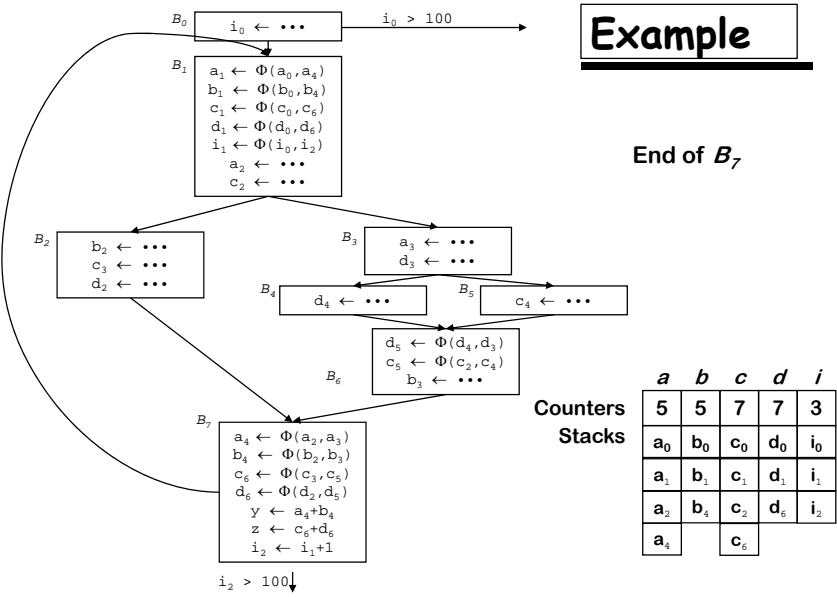 Example
B₀
i₀ ← •••
i₀ > 100
B₁
a₁ ← Φ(a₀,a₄)
b₁ ← Φ(b₀,b₄)
c₁ ← Φ(c₀,c₆)
d₁ ← Φ(d₀,d₆)
i₁ ← Φ(i₀,i₂)
a₂ ← •••
c₂ ← •••
End of B₇
B₂
b₂ ← •••
c₃ ← •••
d₂ ← •••
B₃
a₃ ← •••
d₃ ← •••
B₄
d₄ ← •••
B₅
c₄ ← •••
B₆
d₅ ← Φ(d₄,d₃)
c₅ ← Φ(c₂,c₄)
b₃ ← •••
B₇
a₄ ← Φ(a₂,a₃)
b₄ ← Φ(b₂,b₃)
c₆ ← Φ(c₃,c₅)
d₆ ← Φ(d₂,d₅)
y ← a₄+b₄
z ← c₆+d₆
i₂ ← i₁+1
i₂ > 100
a b c d i
Counters 5 5 7 7 3
Stacks a₀ b₀ c₀ d₀ i₀
a₁ b₁ c₁ d₁ i₁
a₂ b₄ c₂ d₆ i₂
a₄ c₆